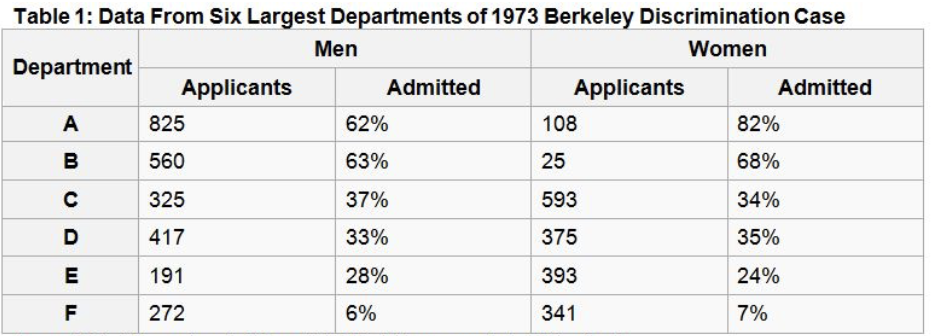 Table 1: Data From Six Largest Departments of 1973 Berkeley Discrimination Case
Department Men Women
Applicants Admitted Applicants Admitted
A 825 62% 108 82%
B 560 63% 25 68%
C 325 37% 593 34%
D 417 33% 375 35%
E 191 28% 393 24%
F 272 6% 341 7%